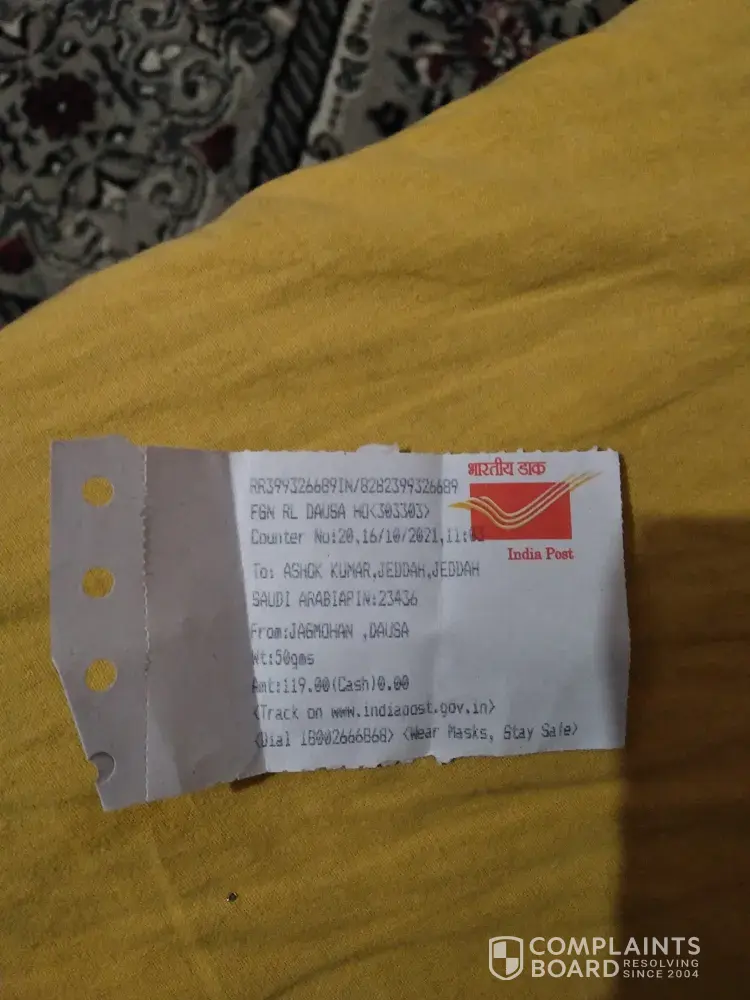 भारतीय डाक
India Post
RR399326689IN/8282399326689
FGN RL DAUSA HO<303303>
Counter No:20,16/10/2021,11:03
To: ASHOK KUMAR,JEDDAH,JEDDAH
SAUDI ARABIAPIN:23436
From:JAGMOHAN ,DAUSA
Wt:50gms
Amt:119.00(Cash)0.00
<Track on www.indiapost.gov.in>
<Dial 18002666868> <Wear Masks, Stay Safe>
COMPLAINTS
BOARD RESOLVING
SINCE 2004